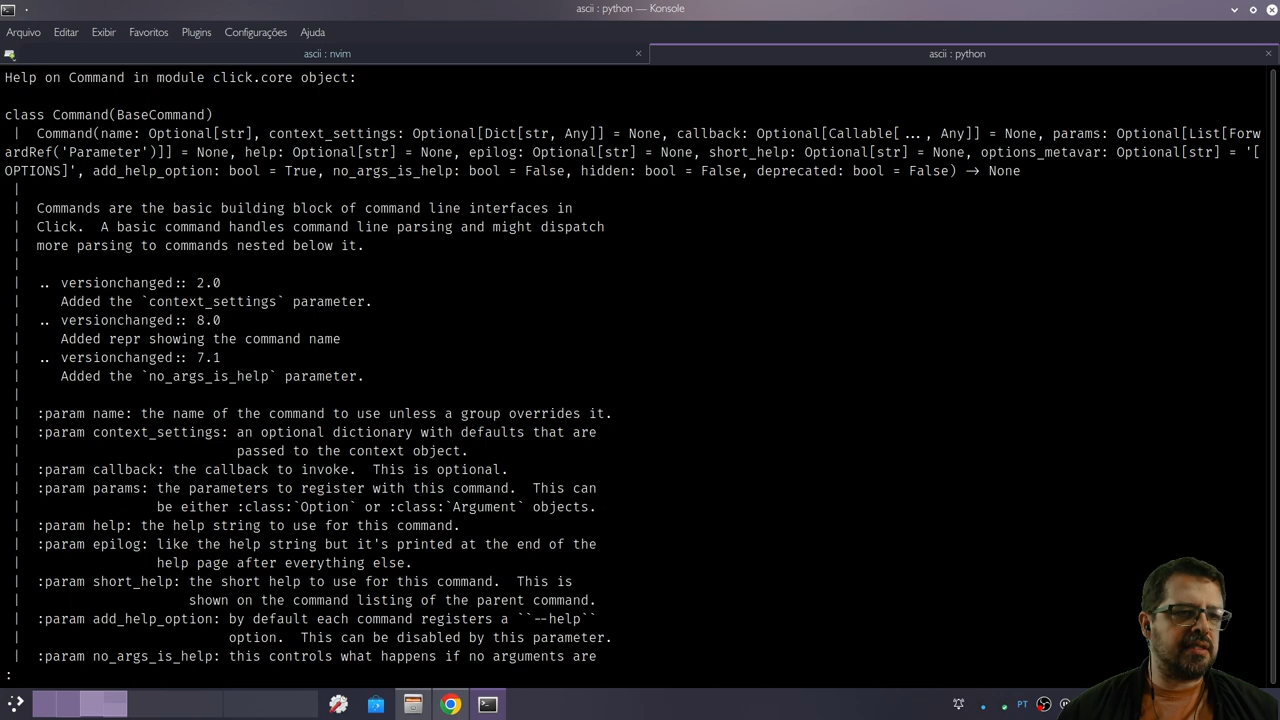 ascii : python — Konsole
Arquivo Editar Exibir Favoritos Plugins Configurações Ajuda
ascii : nvim
ascii : python
Help on Command in module click.core object:
class Command(BaseCommand)
 |  Command(name: Optional[str], context_settings: Optional[Dict[str, Any]] = None, callback: Optional[Callable[..., Any]] = None, params: Optional[List[Forw
ardRef('Parameter')]] = None, help: Optional[str] = None, epilog: Optional[str] = None, short_help: Optional[str] = None, options_metavar: Optional[str] = '[
OPTIONS]', add_help_option: bool = True, no_args_is_help: bool = False, hidden: bool = False, deprecated: bool = False) -> None
 |
 |  Commands are the basic building block of command line interfaces in
 |  Click.  A basic command handles command line parsing and might dispatch
 |  more parsing to commands nested below it.
 |
 |  .. versionchanged:: 2.0
 |     Added the `context_settings` parameter.
 |  .. versionchanged:: 8.0
 |     Added repr showing the command name
 |  .. versionchanged:: 7.1
 |     Added the `no_args_is_help` parameter.
 |
 |  :param name: the name of the command to use unless a group overrides it.
 |  :param context_settings: an optional dictionary with defaults that are
 |                           passed to the context object.
 |  :param callback: the callback to invoke.  This is optional.
 |  :param params: the parameters to register with this command.  This can
 |                 be either :class:`Option` or :class:`Argument` objects.
 |  :param help: the help string to use for this command.
 |  :param epilog: like the help string but it's printed at the end of the
 |                 help page after everything else.
 |  :param short_help: the short help to use for this command.  This is
 |                     shown on the command listing of the parent command.
 |  :param add_help_option: by default each command registers a ``--help``
 |                          option.  This can be disabled by this parameter.
 |  :param no_args_is_help: this controls what happens if no arguments are
:
PT